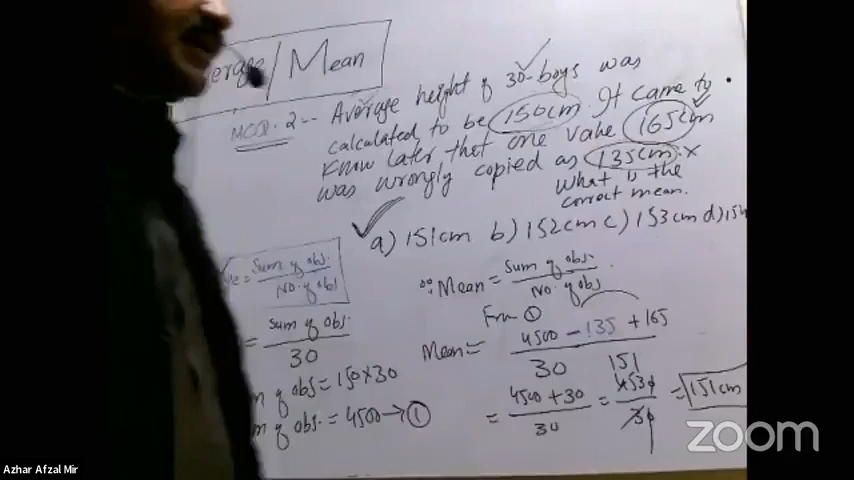 erage/Mean
MCQ.2-- Average height of 30-boys was
calculated to be 150cm. It came to
know later that one value 165cm
was wrongly copied as 135cm. x
What is the
correct mean.
a) 151cm b) 152cm c) 153cm d) 15
= Sum of obs.
No. of obs
= Sum of obs.
30
m of obs = 150×30
m of obs. = 4500 → ①
∵ Mean = Sum of obs.
No. of obs
From ①
Mean = 4500 - 135 + 165
30
= 4500 + 30
30
= 4530
30
151
= 151cm
zoom
Azhar Afzal Mir